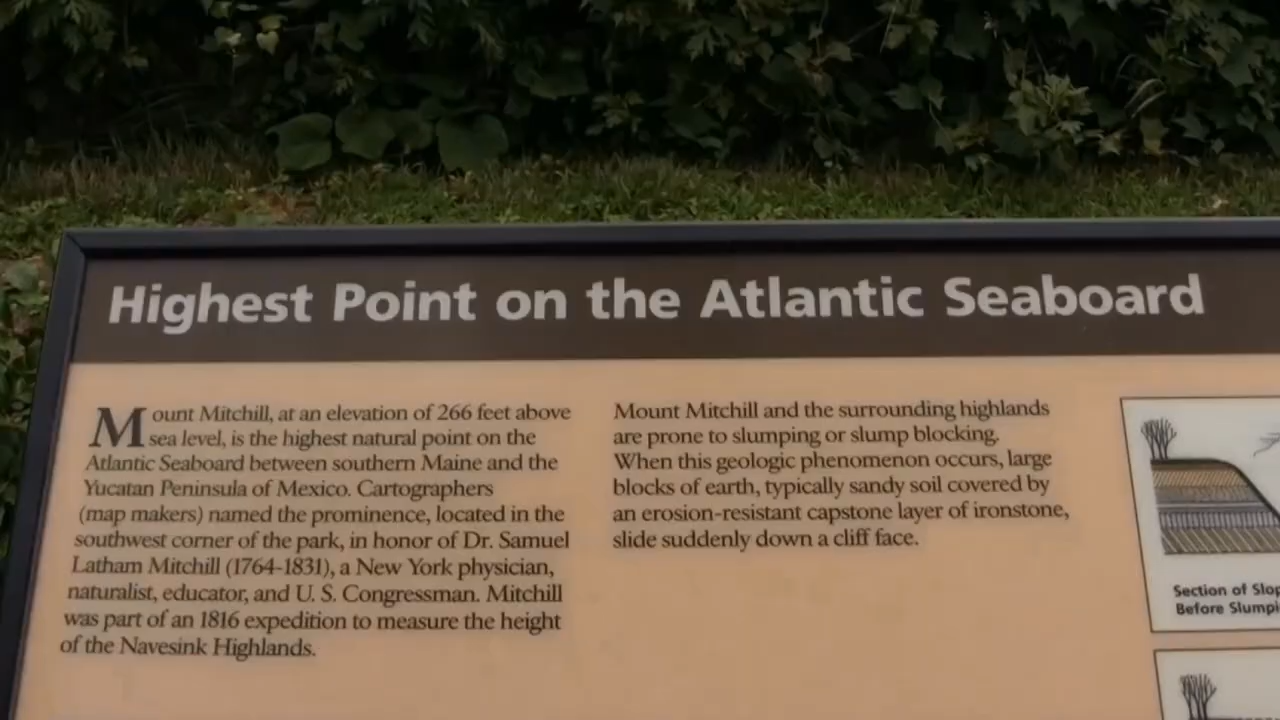 Highest Point on the Atlantic Seaboard
Mount Mitchill, at an elevation of 266 feet above
sea level, is the highest natural point on the
Atlantic Seaboard between southern Maine and the
Yucatan Peninsula of Mexico. Cartographers
(map makers) named the prominence, located in the
southwest corner of the park, in honor of Dr. Samuel
Latham Mitchill (1764-1831), a New York physician,
naturalist, educator, and U. S. Congressman. Mitchill
was part of an 1816 expedition to measure the height
of the Navesink Highlands.
Mount Mitchill and the surrounding highlands
are prone to slumping or slump blocking.
When this geologic phenomenon occurs, large
blocks of earth, typically sandy soil covered by
an erosion-resistant capstone layer of ironstone,
slide suddenly down a cliff face.
Section of
Before